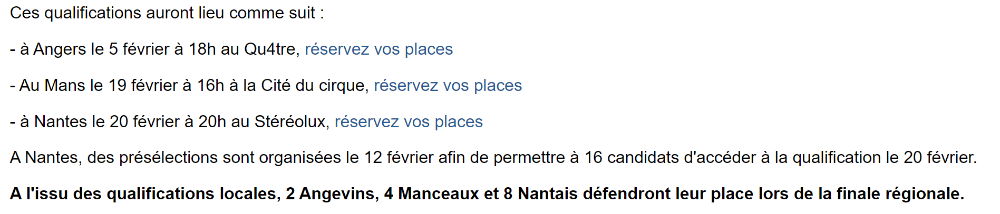 Ces qualifications auront lieu comme suit :
- à Angers le 5 février à 18h au Qu4tre, réservez vos places
- Au Mans le 19 février à 16h à la Cité du cirque, réservez vos places
- à Nantes le 20 février à 20h au Stéréolux, réservez vos places
A Nantes, des présélections sont organisées le 12 février afin de permettre à 16 candidats d'accéder à la qualification le 20 février.
A l'issu des qualifications locales, 2 Angevins, 4 Manceaux et 8 Nantais défendront leur place lors de la finale régionale.